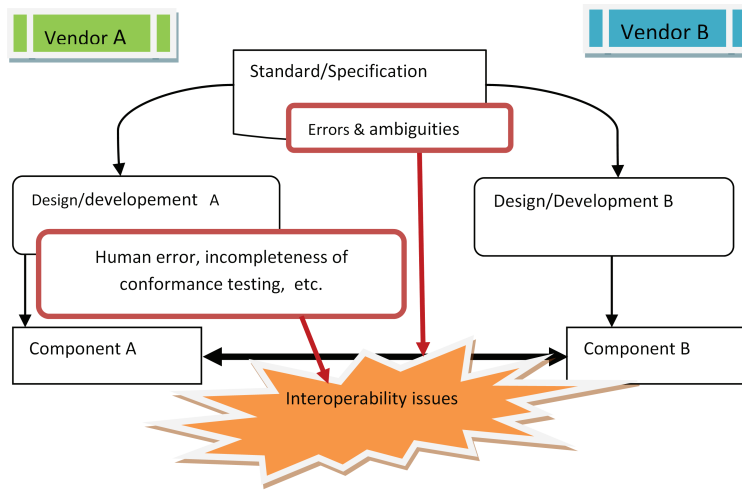 Vendor A
Vendor B
Standard/Specification
Errors & ambiguities
Design/developement A
Design/Development B
Human error, incompleteness of
conformance testing, etc.
Component A
Component B
Interoperability issues